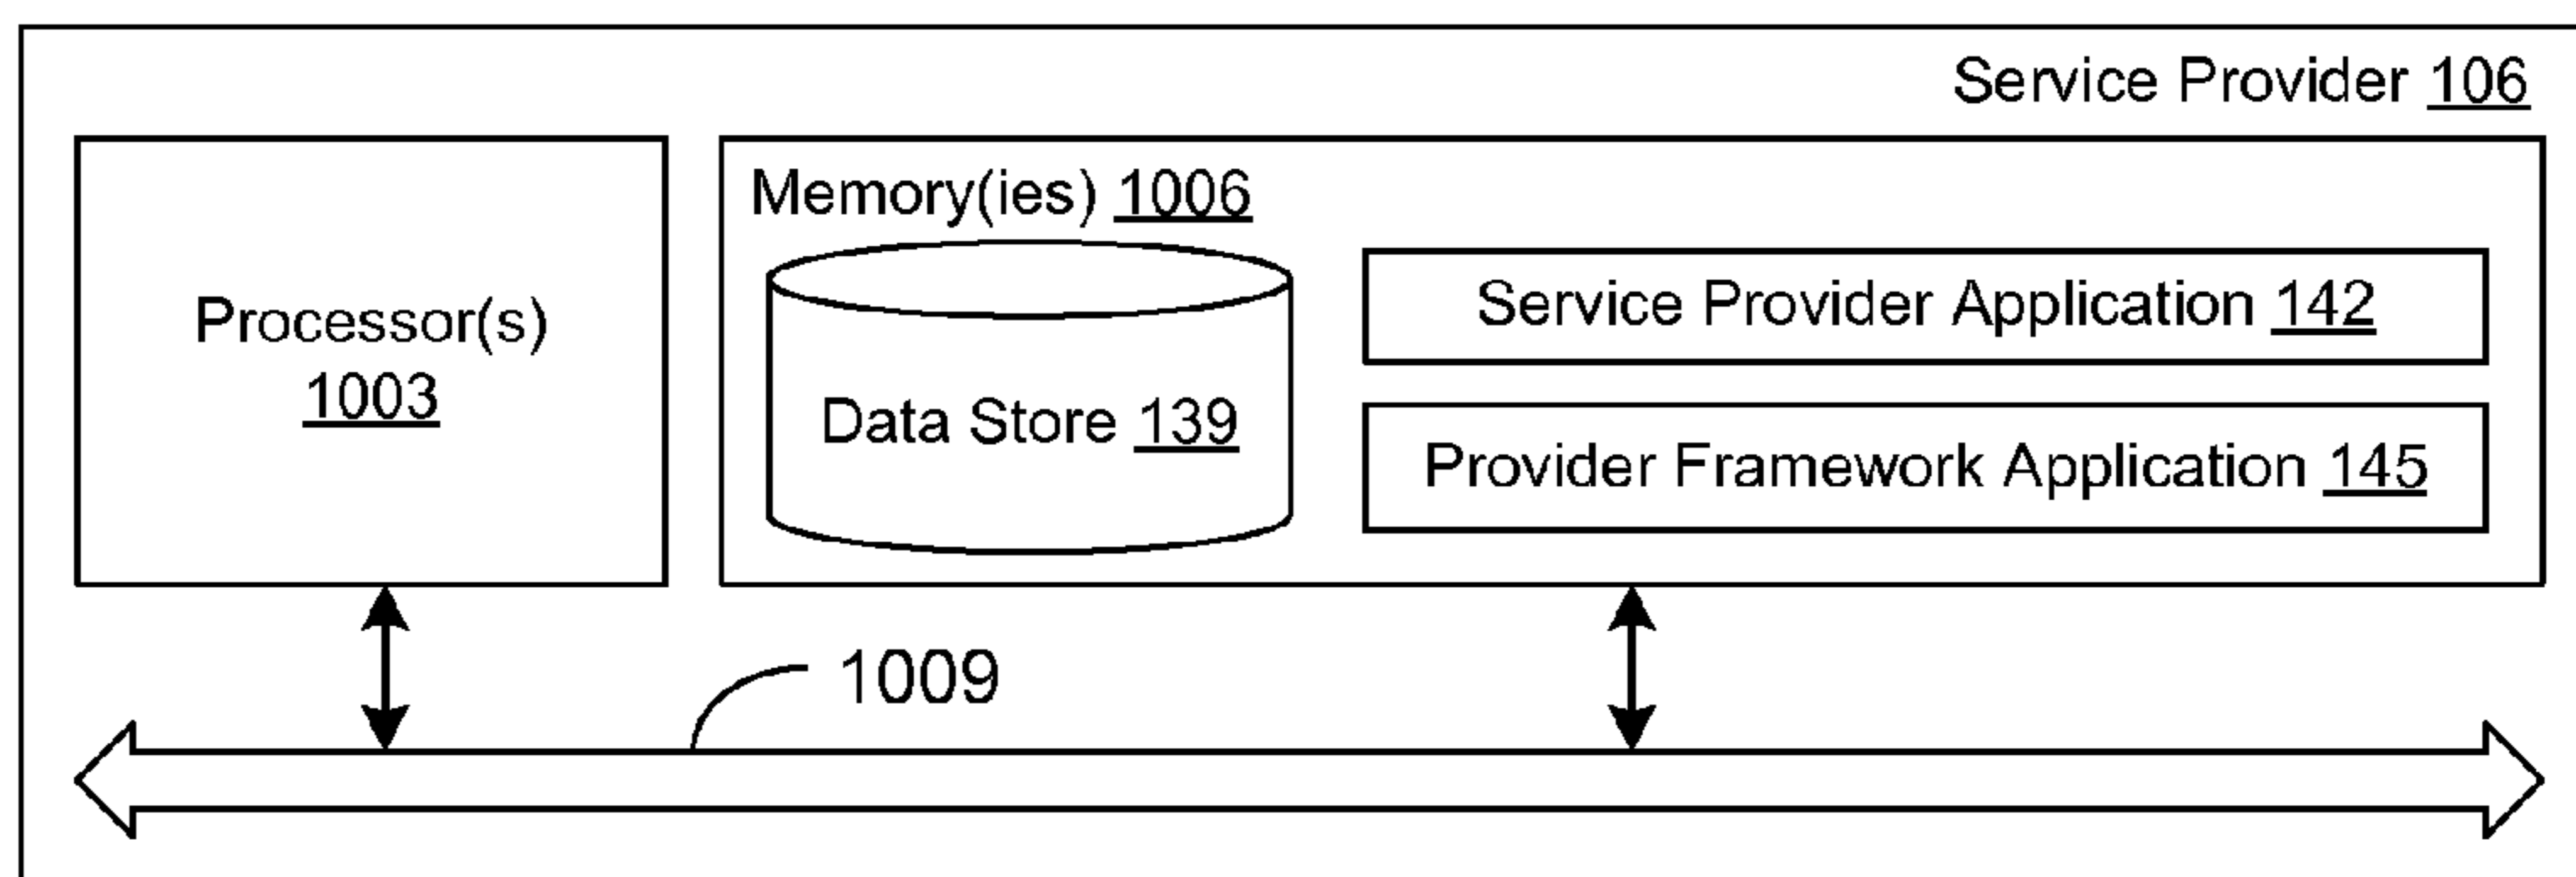 Service Provider 106
Processor(s)
1003
Memory(ies) 1006
Data Store 139
Service Provider Application 142
Provider Framework Application 145
1009